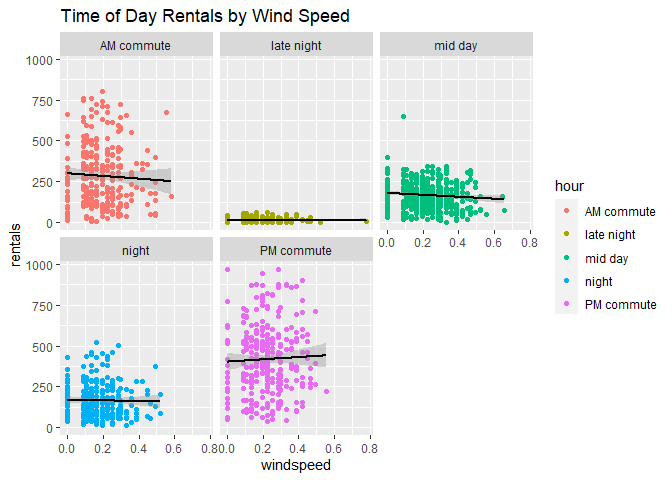 Time of Day Rentals by Wind Speed
AM commute
late night
mid day
1000
750
500
250
0
0.0 0.2 0.4 0.6 0.8
night
PM commute
1000
750
500
250
0
0.0 0.2 0.4 0.6 0.8
0.0 0.2 0.4 0.6 0.8
rentals
windspeed
hour
AM commute
late night
mid day
night
PM commute